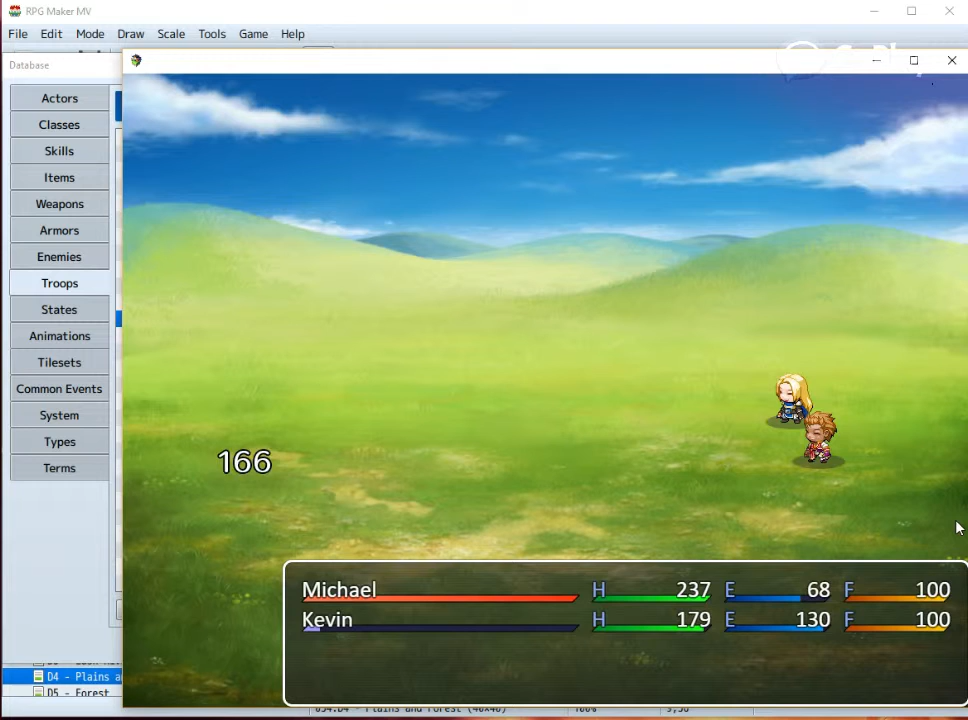 RPG Maker MV
File Edit Mode Draw Scale Tools Game Help
Database
Actors
Classes
Skills
Items
Weapons
Armors
Enemies
Troops
States
Animations
Tilesets
Common Events
System
Types
Terms
166
Michael H 237 E 68 F 100
Kevin H 179 E 130 F 100
D4 - Plains a
D5 - Forest